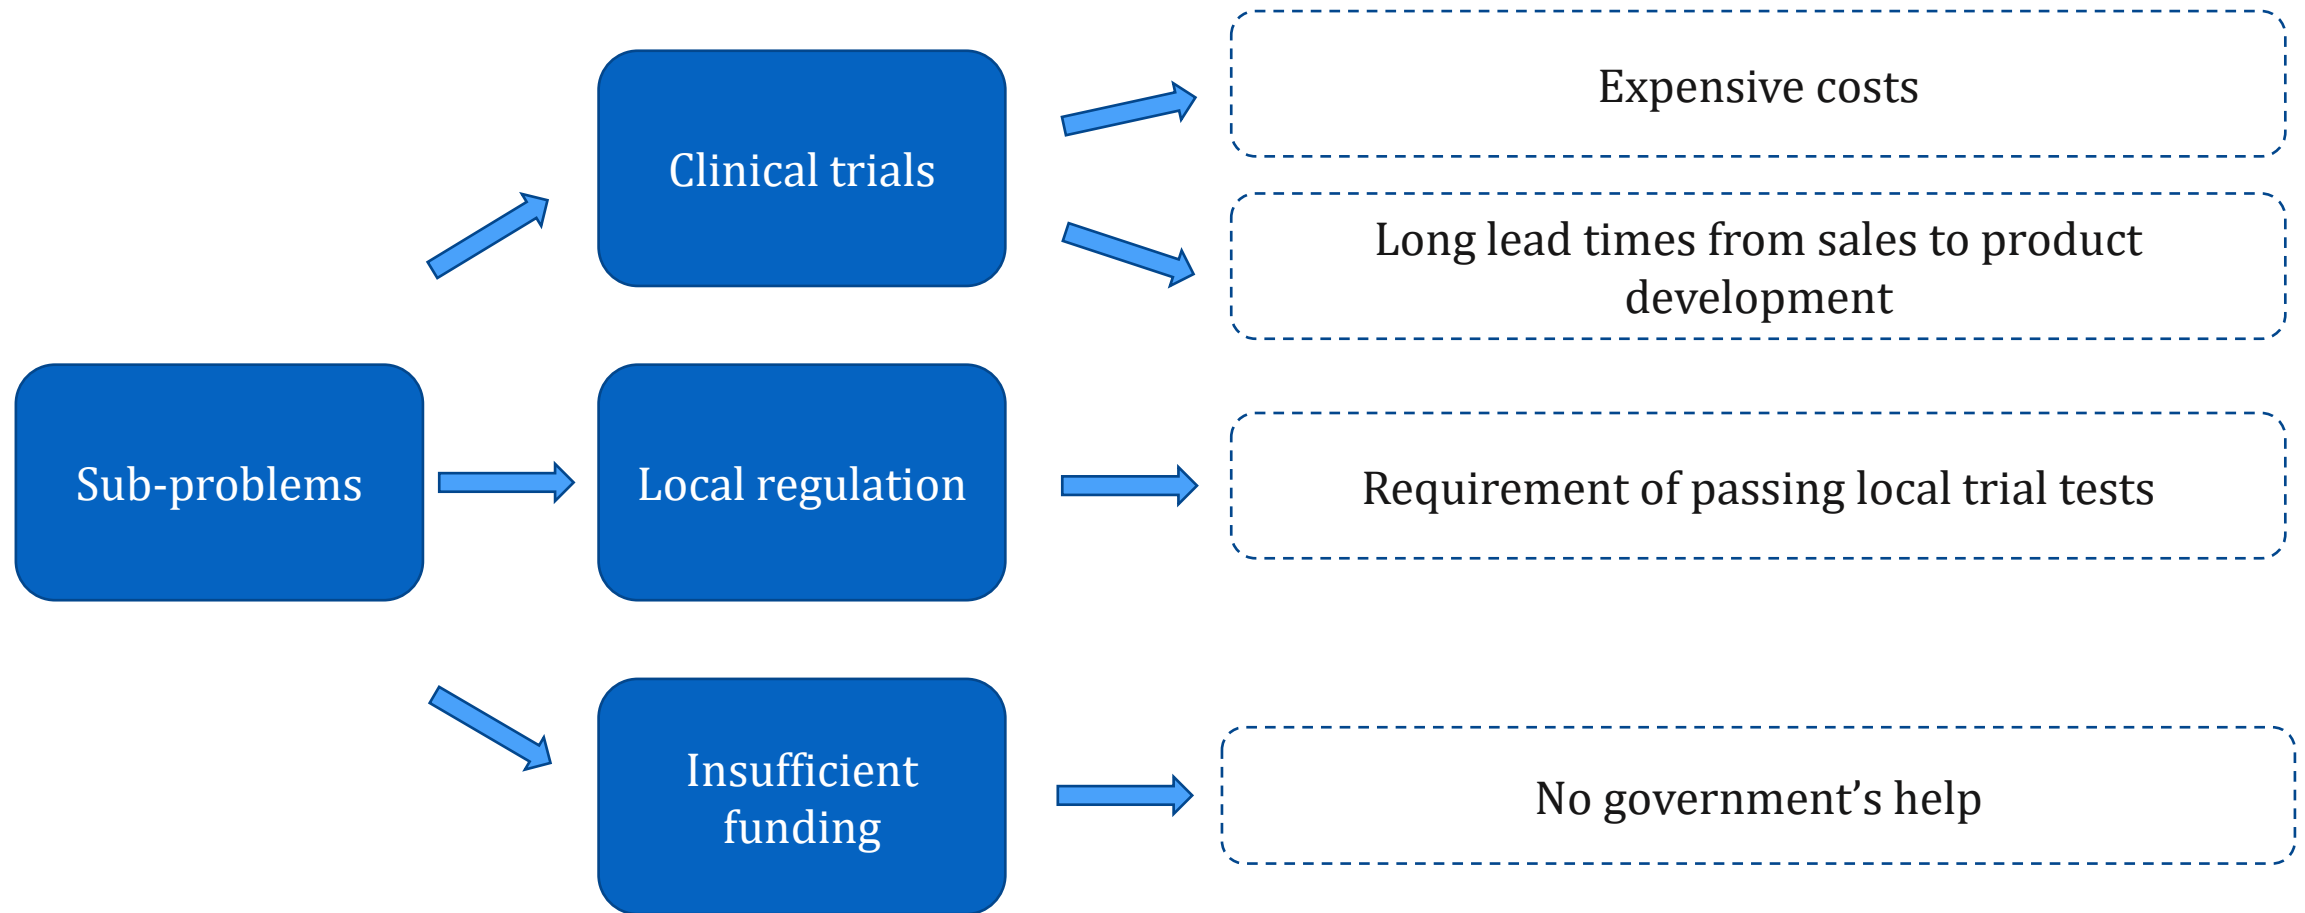 Clinical trials
Expensive costs
Long lead times from sales to product
development
Sub-problems
Local regulation
Requirement of passing local trial tests
Insufficient
funding
No government’s help